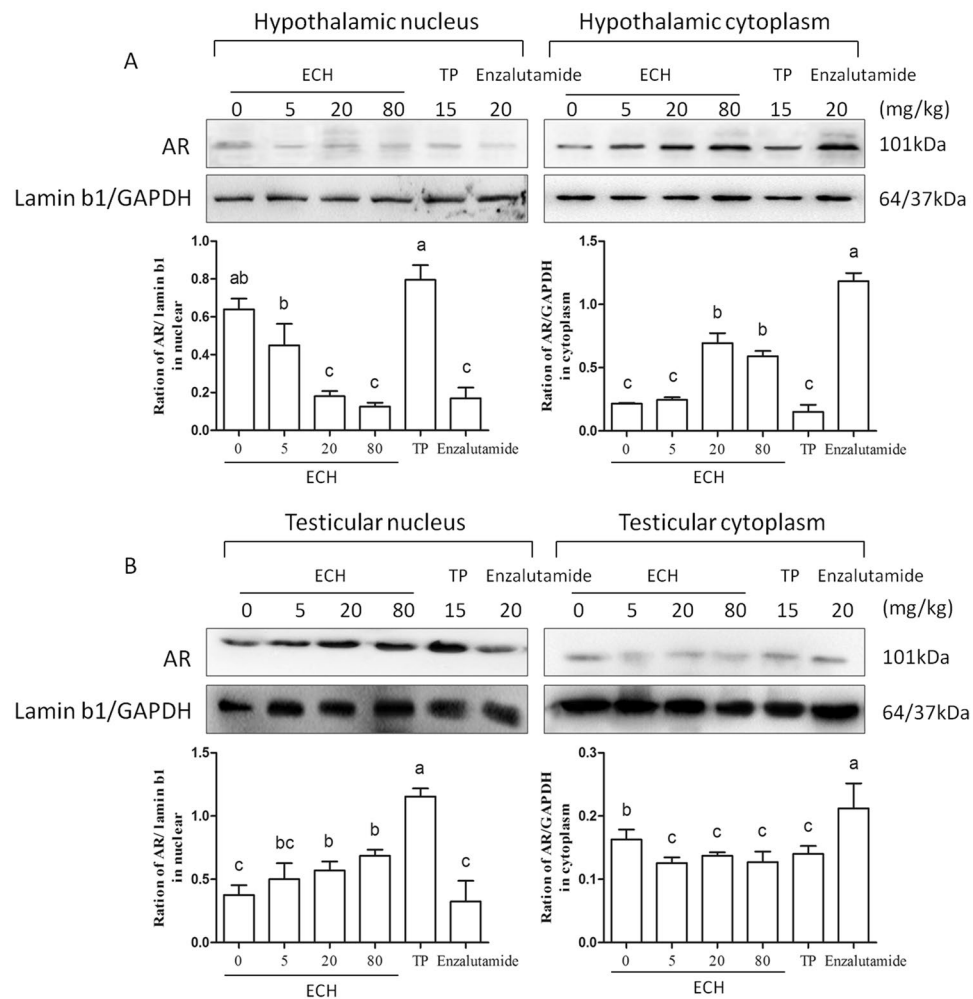 Hypothalamic nucleus Hypothalamic cytoplasm
A
ECH TP Enzalutamide ECH TP Enzalutamide
0 5 20 80 15 20 0 5 20 80 15 20 (mg/kg)
AR 101kDa
Lamin b1/GAPDH 64/37kDa
Ration of AR/ lamin b1
in nuclear
1.0
0.8
0.6
0.4
0.2
0.0
ab b c c a c
0 5 20 80 TP Enzalutamide
ECH
Ration of AR/GAPDH
in cytoplasm
1.5
1.0
0.5
0.0
c c b b c a
0 5 20 80 TP Enzalutamide
ECH
Testicular nucleus Testicular cytoplasm
B
ECH TP Enzalutamide ECH TP Enzalutamide
0 5 20 80 15 20 0 5 20 80 15 20 (mg/kg)
AR 101kDa
Lamin b1/GAPDH 64/37kDa
Ration of AR/ lamin b1
in nuclear
1.5
1.0
0.5
0.0
c bc b b a c
0 5 20 80 TP Enzalutamide
ECH
Ration of AR/GAPDH
in cytoplasm
0.3
0.2
0.1
0.0
b c c c c a
0 5 20 80 TP Enzalutamide
ECH